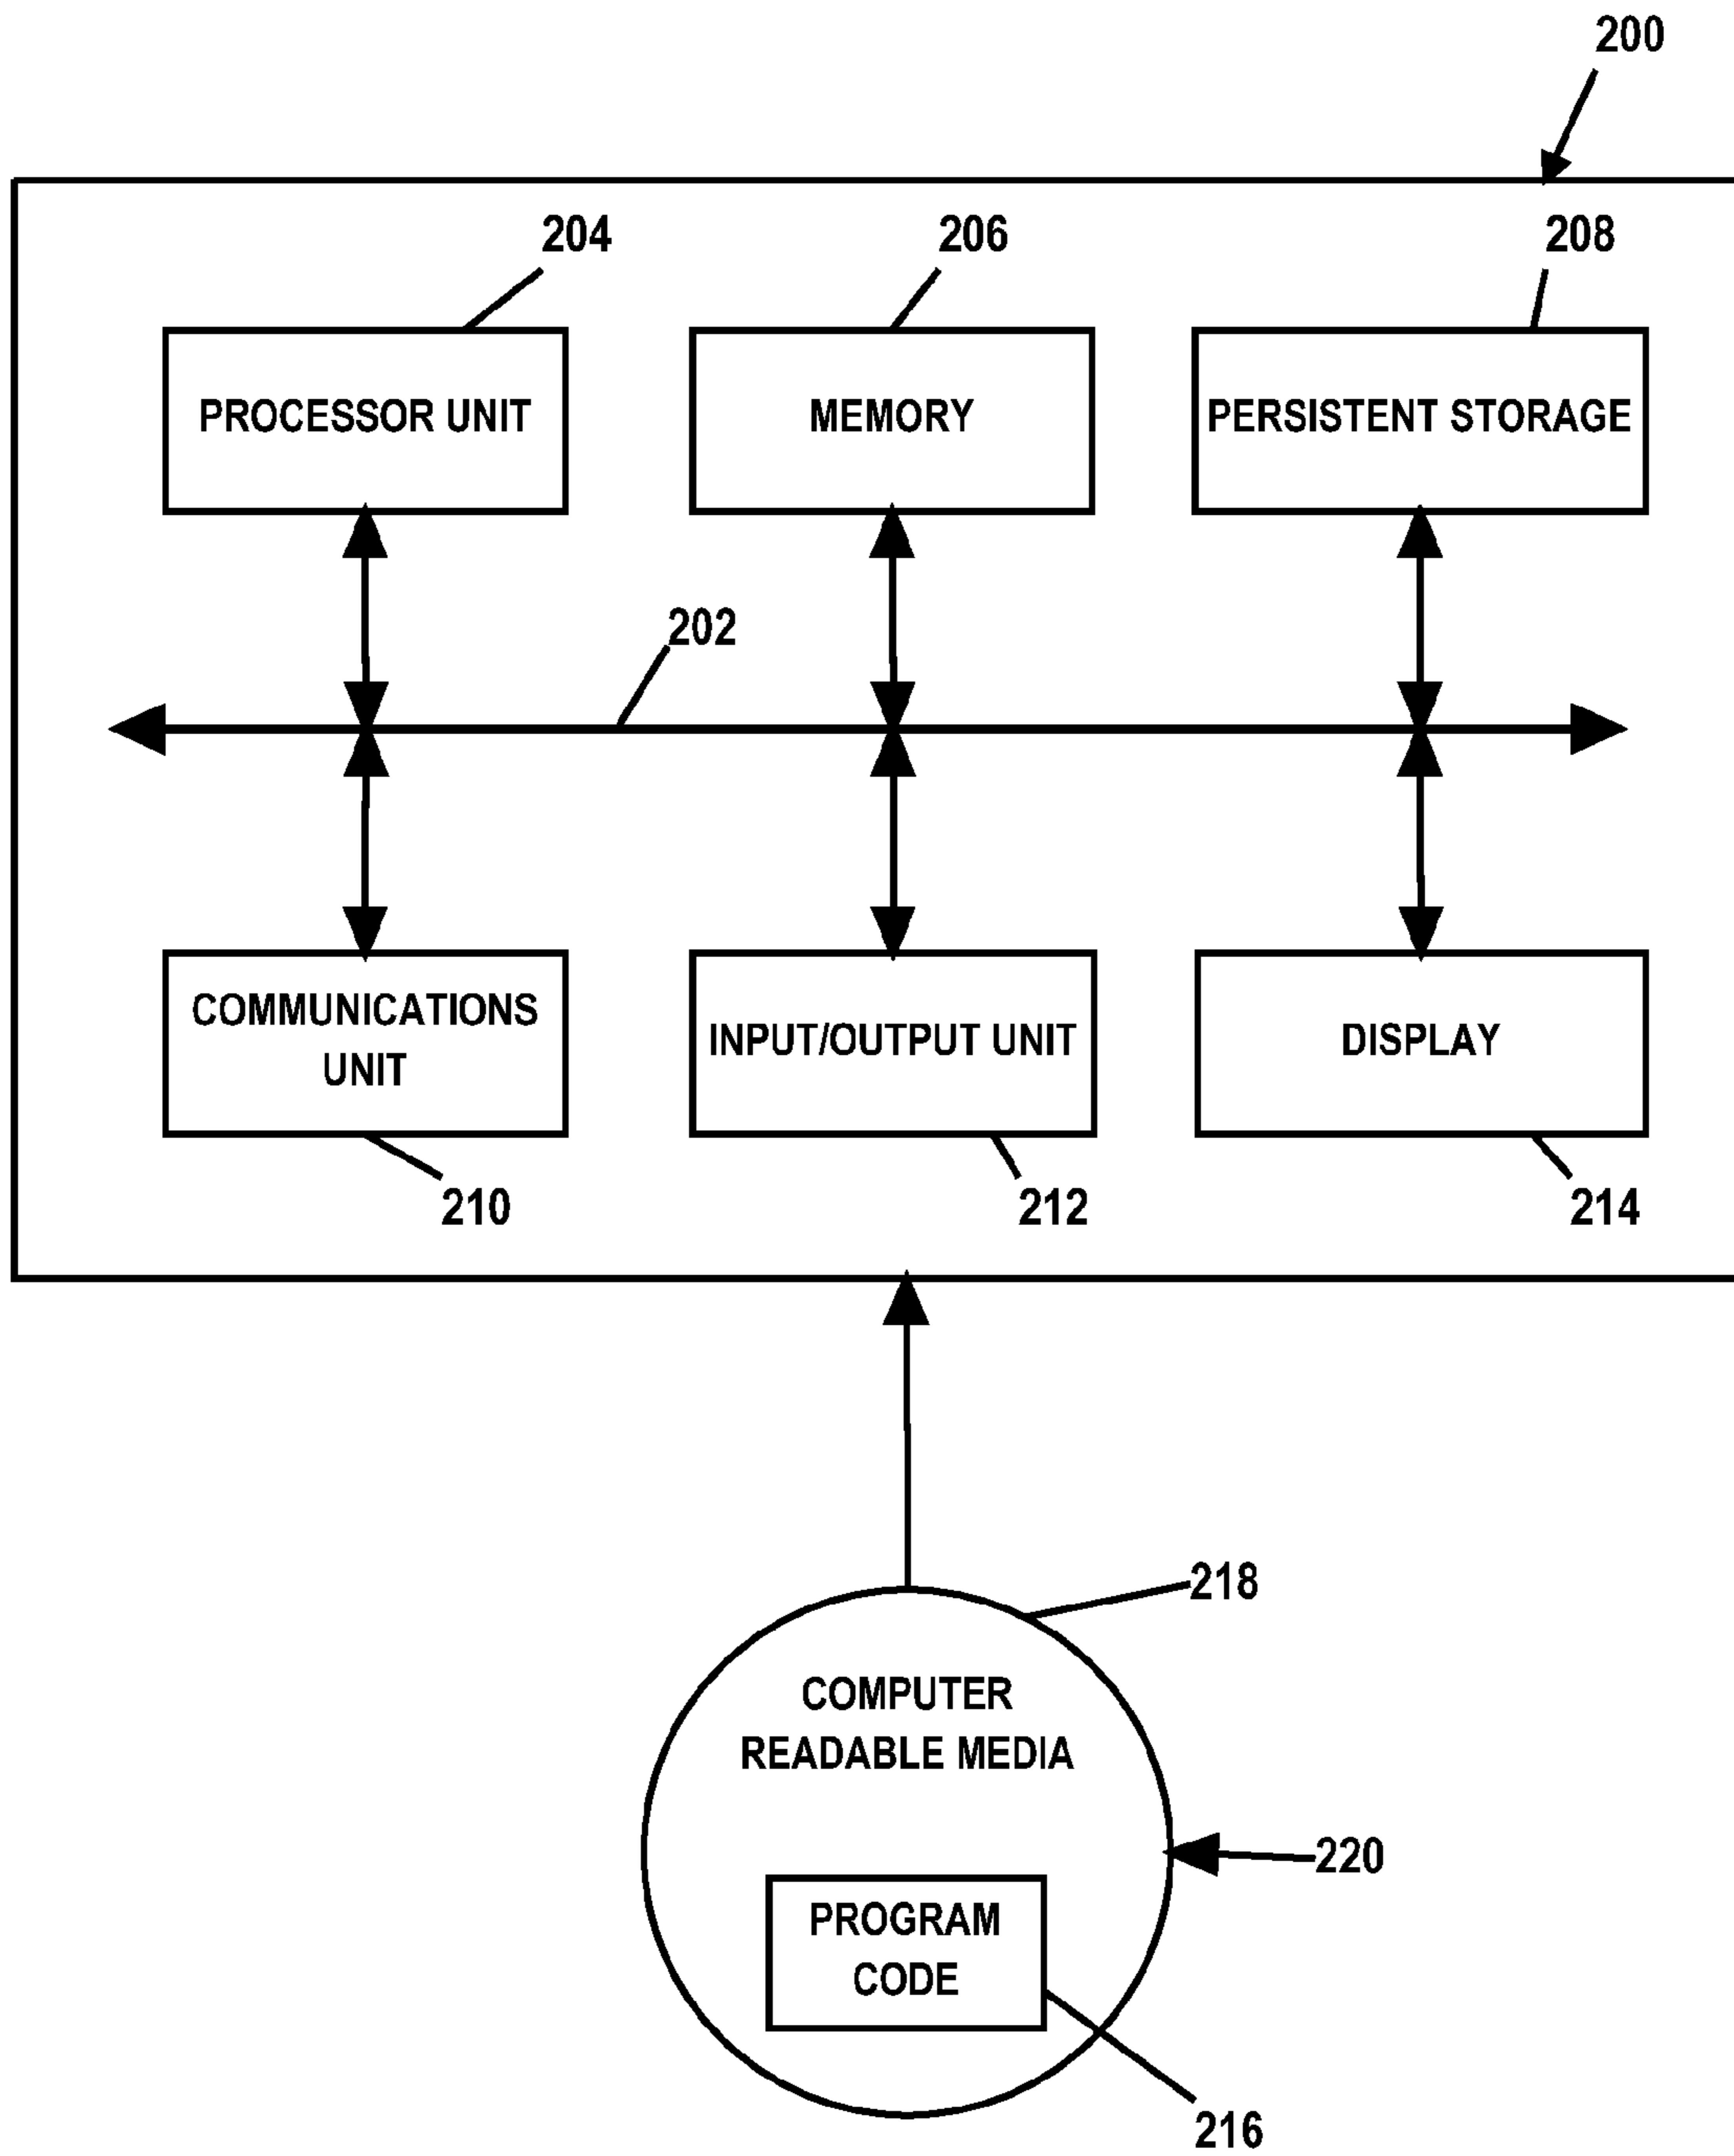 200
204
206
208
PROCESSOR UNIT
MEMORY
PERSISTENT STORAGE
202
COMMUNICATIONS
UNIT
INPUT/OUTPUT UNIT
DISPLAY
210
212
214
218
COMPUTER
READABLE MEDIA
220
PROGRAM
CODE
216